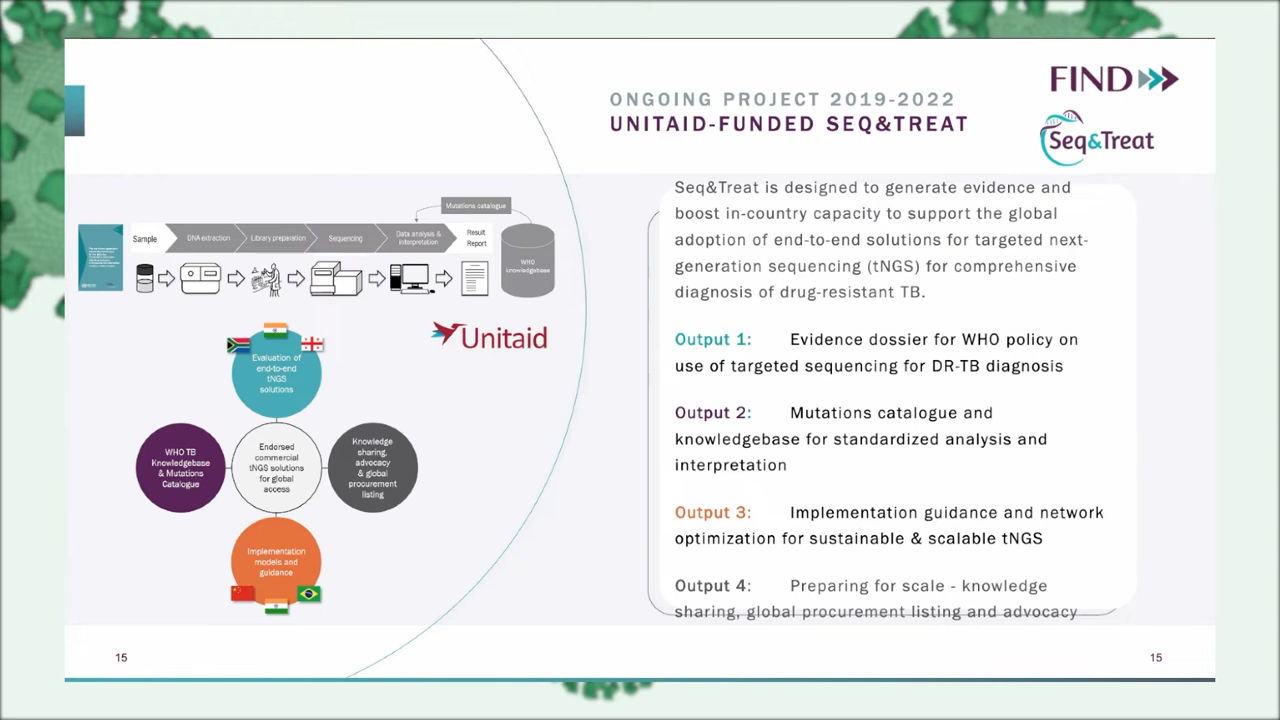 ONGOING PROJECT 2019-2022
UNITAID-FUNDED SEQ&TREAT
FIND
Seq&Treat
Mutations catalogue
Sample
DNA extraction
Library preparation
Sequencing
Data analysis &
interpretation
Result
Report
WHO
knowledgebase
Unitaid
Evaluation of
end-to-end
tNGS
solutions
WHO TB
Knowledgebase
& Mutations
Catalogue
Endorsed
commercial
tNGS solutions
for global
access
Knowledge
sharing,
advocacy
& global
procurement
listing
Implementation
models and
guidance
Seq&Treat is designed to generate evidence and
boost in-country capacity to support the global
adoption of end-to-end solutions for targeted next-
generation sequencing (tNGS) for comprehensive
diagnosis of drug-resistant TB.
Output 1: Evidence dossier for WHO policy on
use of targeted sequencing for DR-TB diagnosis
Output 2: Mutations catalogue and
knowledgebase for standardized analysis and
interpretation
Output 3: Implementation guidance and network
optimization for sustainable & scalable tNGS
Output 4: Preparing for scale - knowledge
sharing, global procurement listing and advocacy
15
15